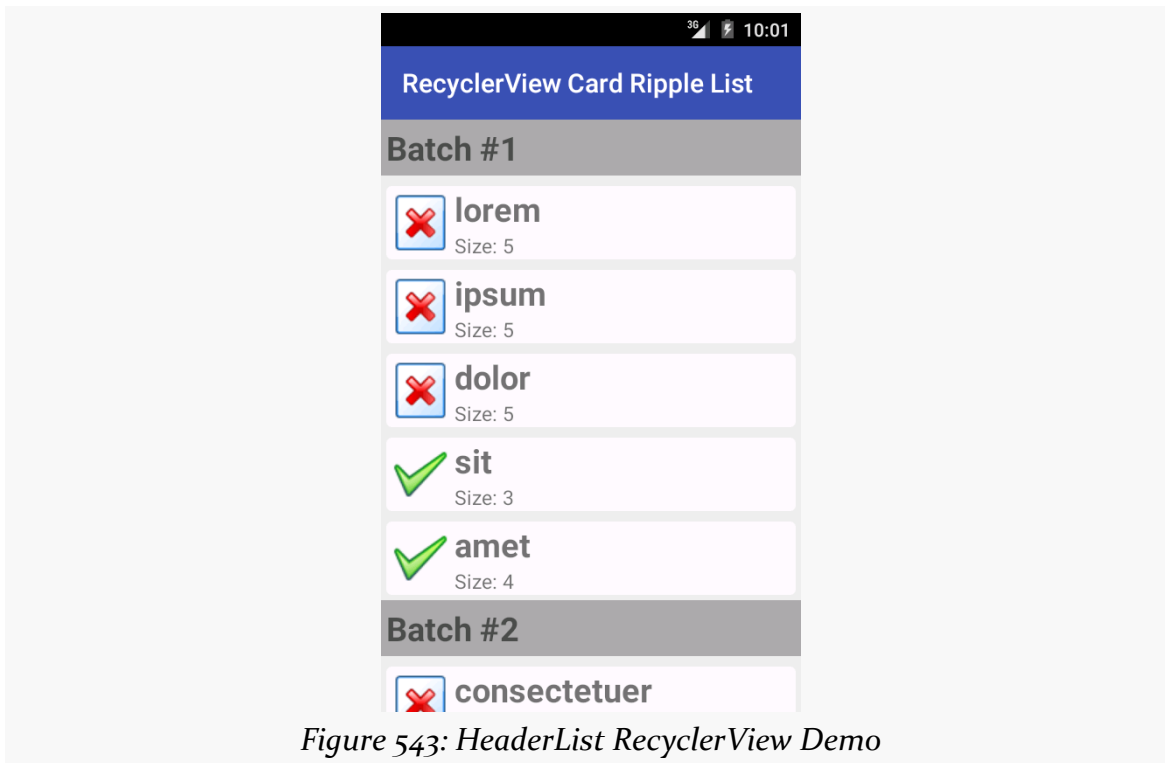 3G 10:01
RecyclerView Card Ripple List
Batch #1
lorem
Size: 5
ipsum
Size: 5
dolor
Size: 5
sit
Size: 3
amet
Size: 4
Batch #2
consectetuer
Figure 543: HeaderList RecyclerView Demo